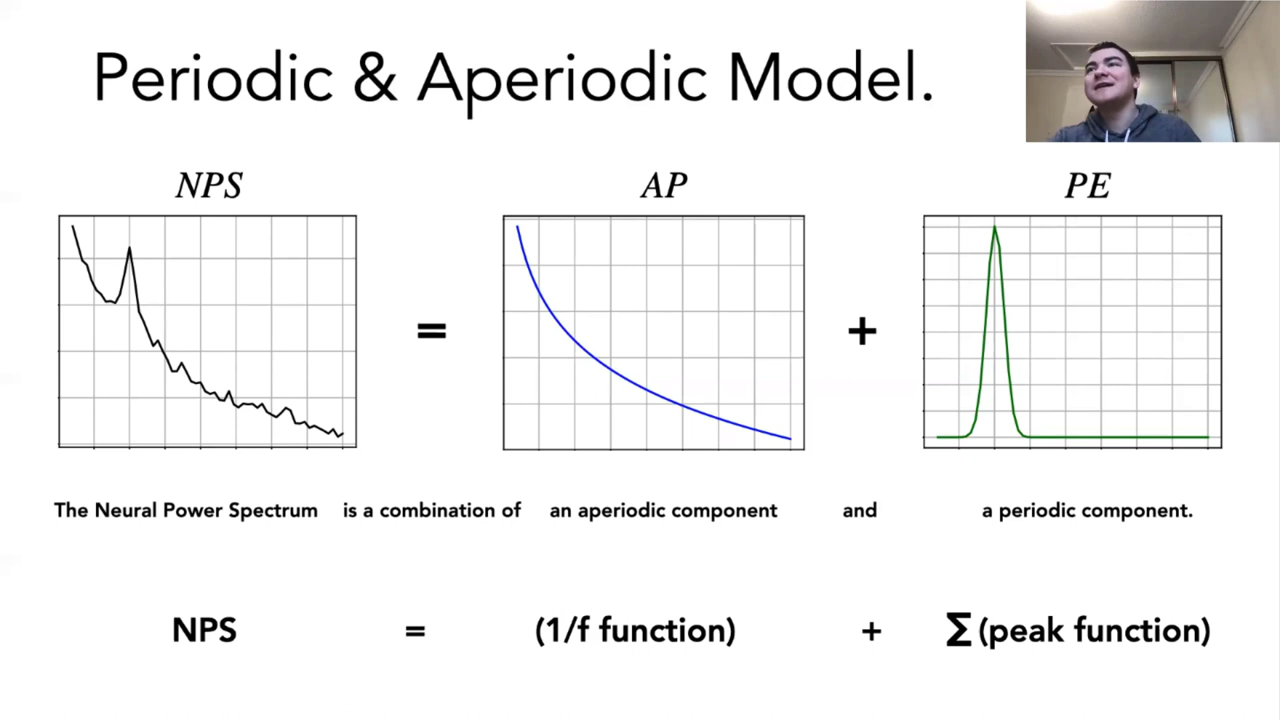 Periodic & Aperiodic Model.
NPS AP PE
= +
The Neural Power Spectrum is a combination of an aperiodic component and a periodic component.
NPS = (1/f function) + Σ(peak function)